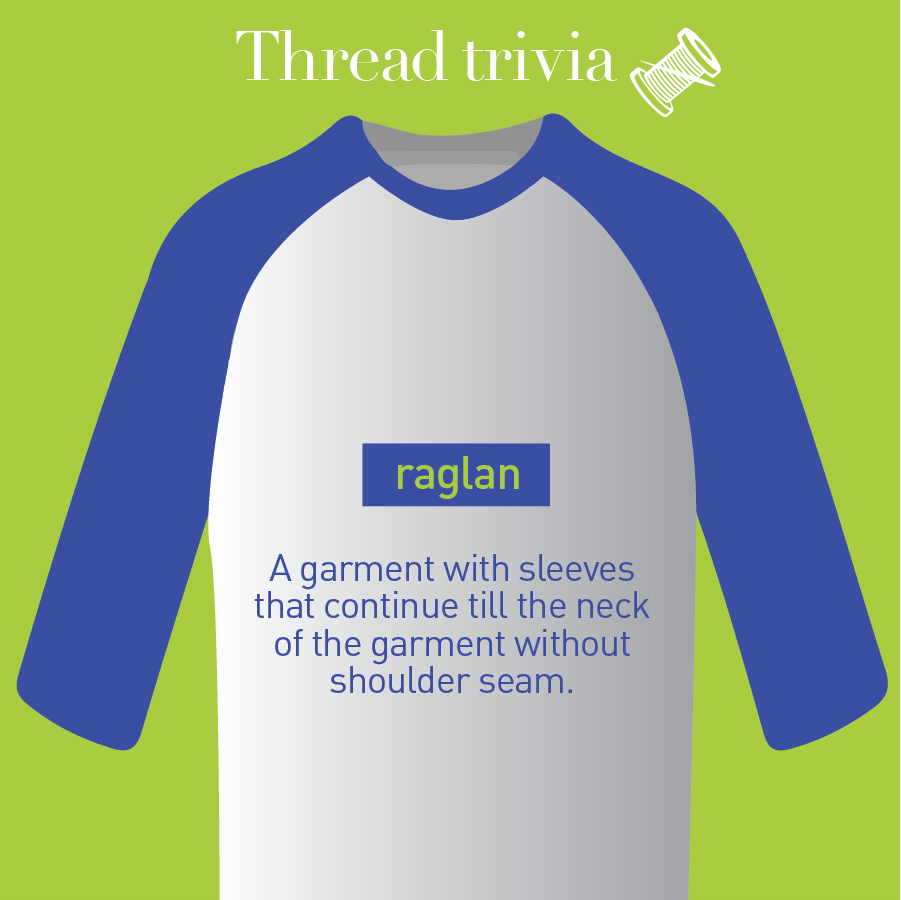 Thread trivia
raglan
A garment with sleeves
that continue till the neck
of the garment without
shoulder seam.